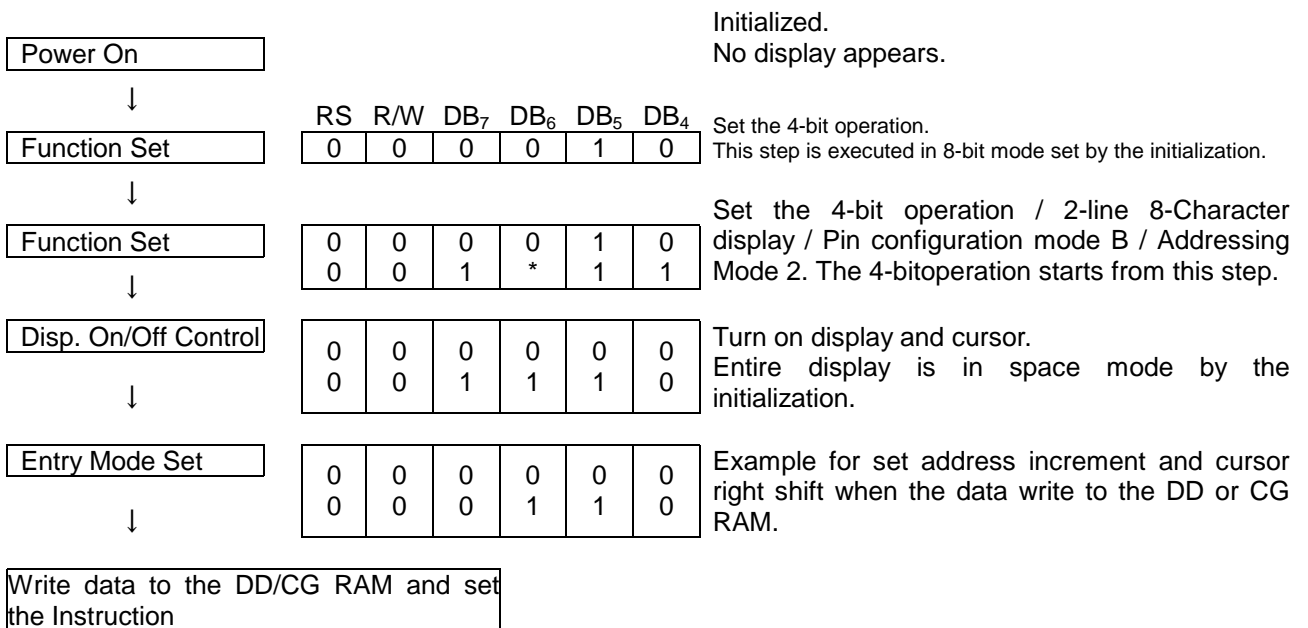 Initialized.
Power On No display appears.
↓
RS R/W DB₇ DB₆ DB₅ DB₄ Set the 4-bit operation.
Function Set 0 0 0 0 1 0 This step is executed in 8-bit mode set by the initialization.
↓
Set the 4-bit operation / 2-line 8-Character
Function Set 0 0 0 0 1 0 display / Pin configuration mode B / Addressing
0 0 1 * 1 1 Mode 2. The 4-bitoperation starts from this step.
↓
Disp. On/Off Control 0 0 0 0 0 0 Turn on display and cursor.
0 0 1 1 1 0 Entire display is in space mode by the
↓ initialization.
Entry Mode Set 0 0 0 0 0 0 Example for set address increment and cursor
0 0 0 1 1 0 right shift when the data write to the DD or CG
↓ RAM.
Write data to the DD/CG RAM and set
the Instruction